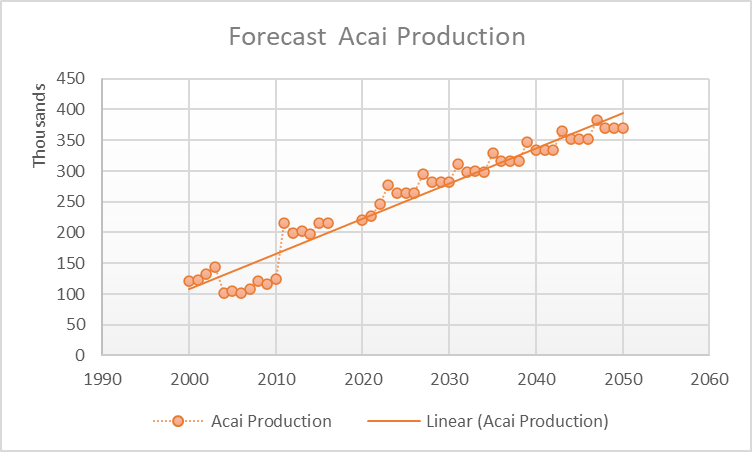 Forecast Acai Production
Thousands
450
400
350
300
250
200
150
100
50
0
1990 2000 2010 2020 2030 2040 2050 2060
Acai Production Linear (Acai Production)